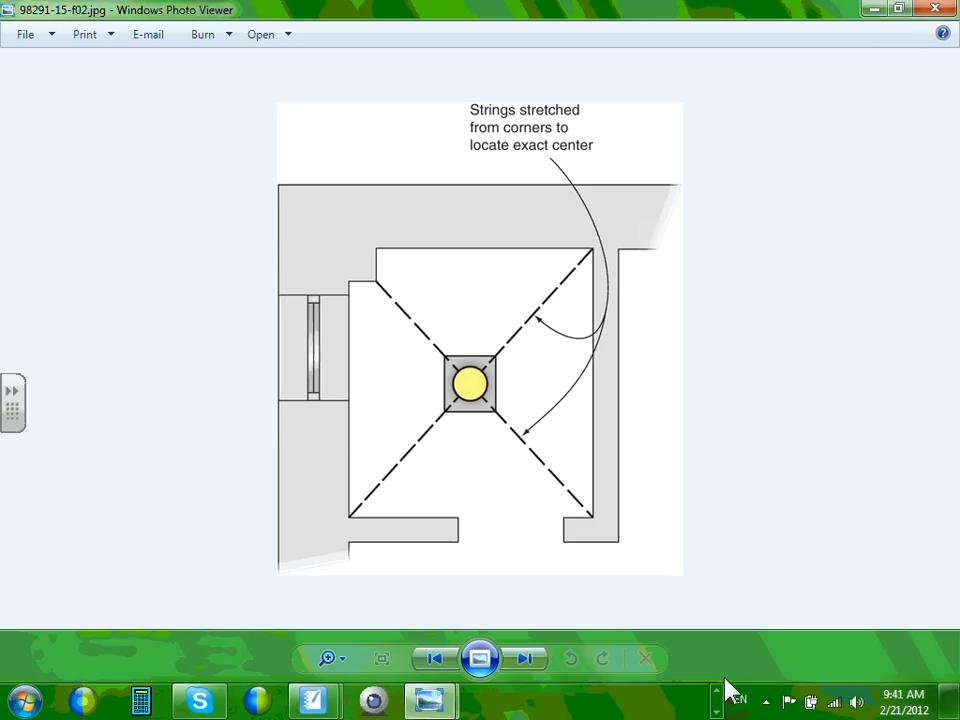 98291-15-f02.jpg - Windows Photo Viewer
File Print E-mail Burn Open
Strings stretched
from corners to
locate exact center
EN
9:41 AM
2/21/2012